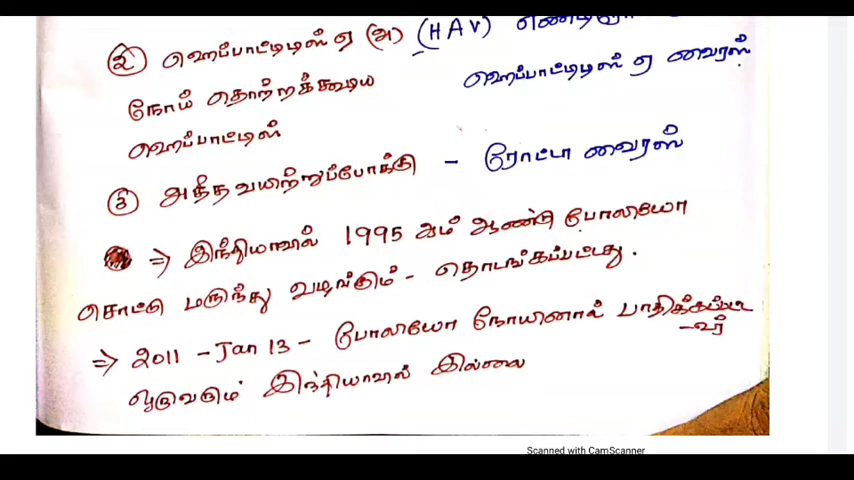 ② ஹெப்பாட்டிடிஸ் ஏ (அ) (HAV)
நோய் தொற்றக்கூடிய ஹெப்பாட்டிடிஸ் ஏ வைரஸ்
ஹெப்பாட்டிஸ்
③ அதீத வயிற்றுப்போக்கு - ரோட்டா வைரஸ்
⇒ இந்தியாவில் 1995 ஆம் ஆண்டு போலியோ
சொட்டு மருந்து வழங்கும் - தொடங்கப்பட்டது.
⇒ 2011 - Jan 13 - போலியோ நோயினால் பாதிக்கப்பட்ட
-வர்
ஒருவரும் இந்தியாவில் இல்லை
Scanned with CamScanner